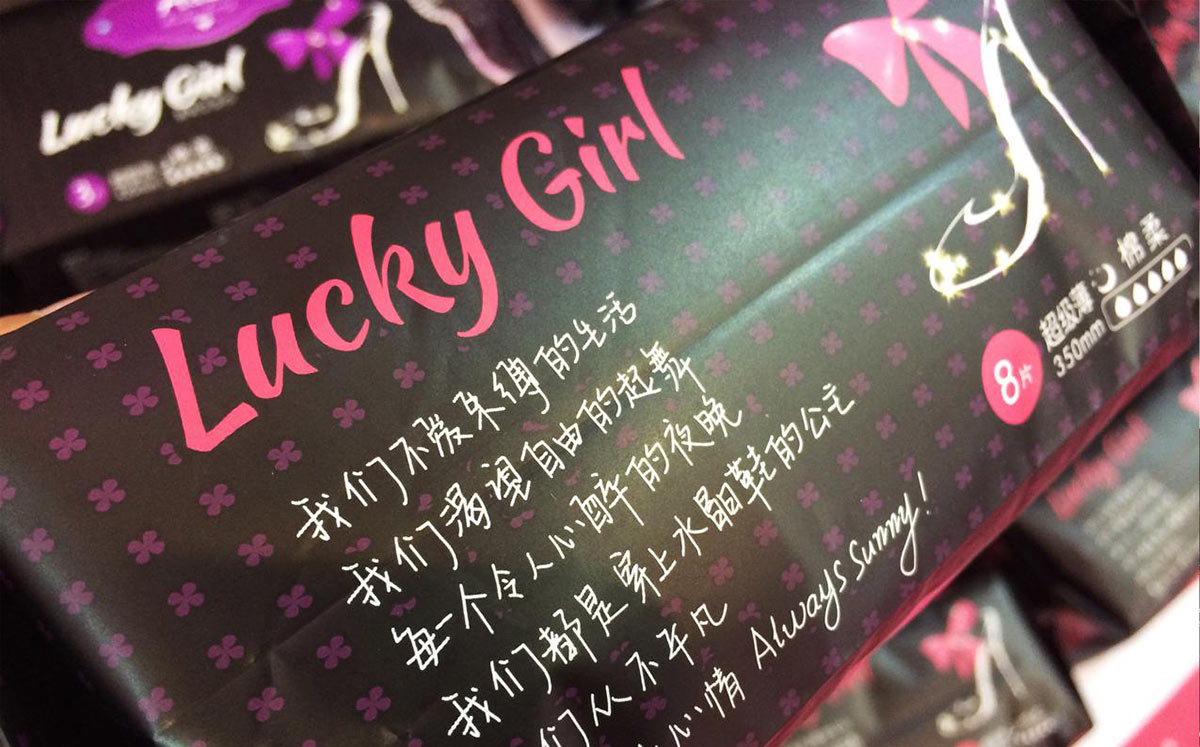 Lucky Girl
Lucky Girl
我们不爱束缚的生活
我们渴望自由的起舞
每一个令人心醉的夜晚
我们都是穿上水晶鞋的公主
们从不平凡
心情 Always Sunny!
8片
超级薄 棉柔
350mm